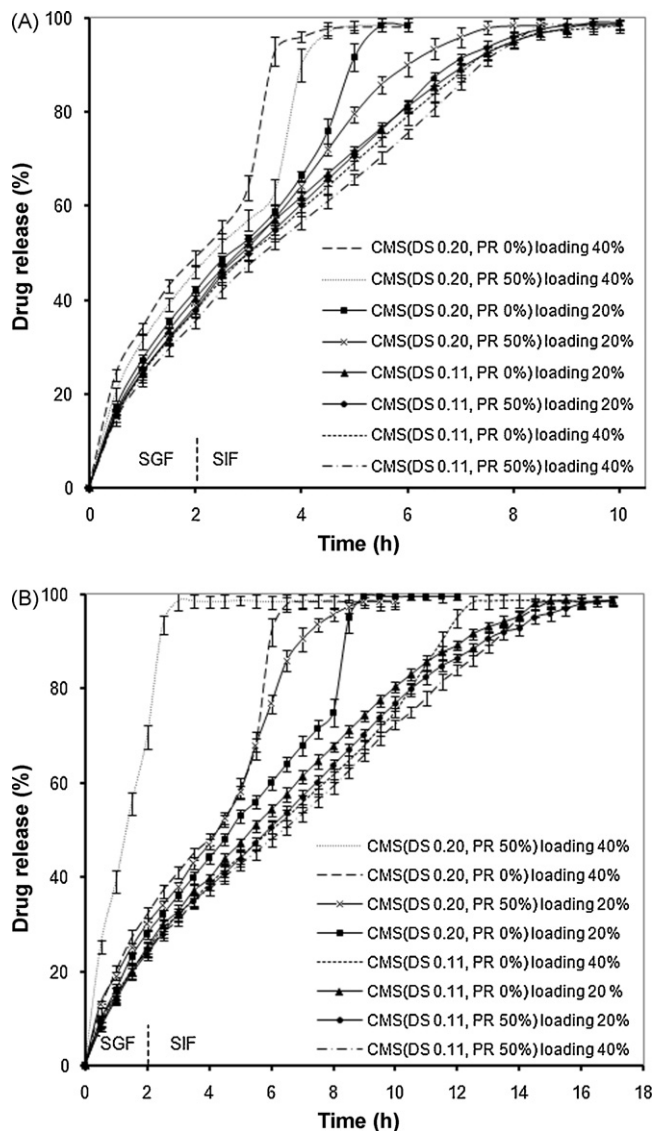 (A)
100
80
60
40
20
0
Drug release (%)
CMS(DS 0.20, PR 0%) loading 40%
CMS(DS 0.20, PR 50%) loading 40%
CMS(DS 0.20, PR 0%) loading 20%
CMS(DS 0.20, PR 50%) loading 20%
CMS(DS 0.11, PR 0%) loading 20%
CMS(DS 0.11, PR 50%) loading 20%
CMS(DS 0.11, PR 0%) loading 40%
CMS(DS 0.11, PR 50%) loading 40%
SGF SIF
0 2 4 6 8 10
Time (h)
(B)
100
80
60
40
20
0
Drug release (%)
CMS(DS 0.20, PR 50%) loading 40%
CMS(DS 0.20, PR 0%) loading 40%
CMS(DS 0.20, PR 50%) loading 20%
CMS(DS 0.20, PR 0%) loading 20%
CMS(DS 0.11, PR 0%) loading 40%
CMS(DS 0.11, PR 0%) loading 20 %
CMS(DS 0.11, PR 50%) loading 20%
CMS(DS 0.11, PR 50%) loading 40%
SGF SIF
0 2 4 6 8 10 12 14 16 18
Time (h)